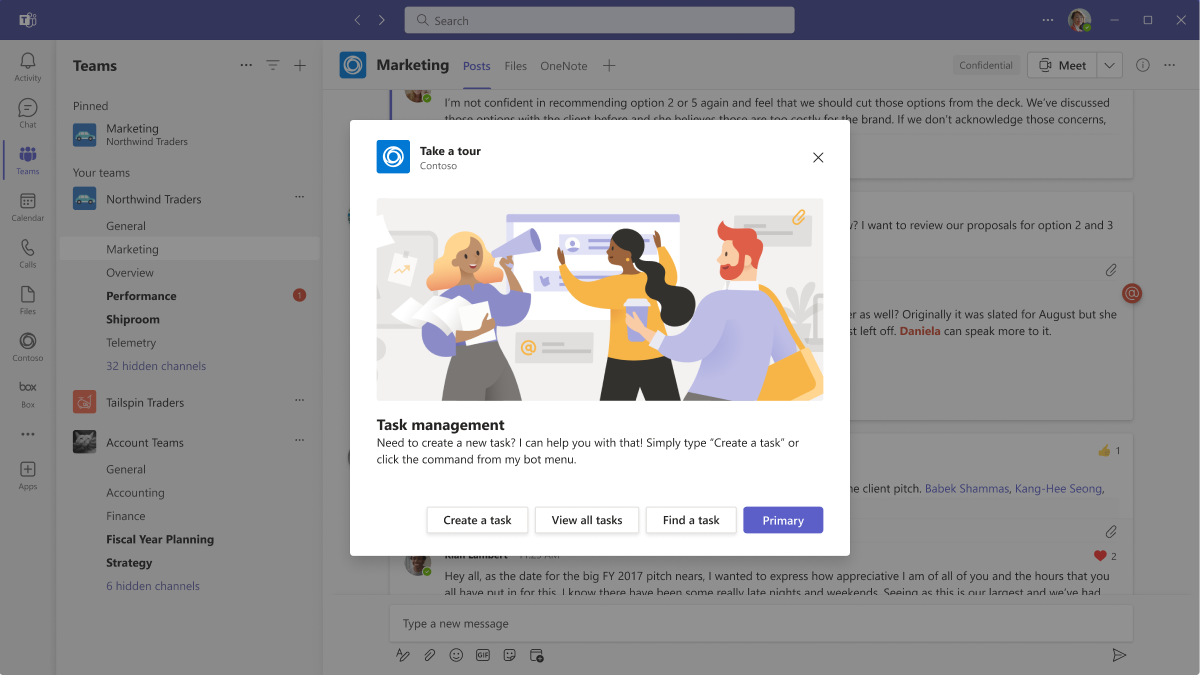 Search
Activity
Chat
Teams
Calendar
Calls
Files
Contoso
box
Box
Apps
Teams
Pinned
Marketing
Northwind Traders
Your teams
Northwind Traders
General
Marketing
Overview
Performance
1
Shiproom
Telemetry
32 hidden channels
Tailspin Traders
Account Teams
General
Accounting
Finance
Fiscal Year Planning
Strategy
6 hidden channels
Marketing
Posts
Files
OneNote
Confidential
Meet
I'm not confident in recommending option 2 or 5 again and feel that we should cut those options from the deck. We've discussed
those options with the client before and she believes those are too costly for the brand. If we don't acknowledge those concerns,
? I want to review our proposals for option 2 and 3
as well? Originally it was slated for August but she
left off. Daniela can speak more to it.
@
1
client pitch. Babek Shammas, Kang-Hee Seong,
2
Hey all, as the date for the big FY 2017 pitch nears, I wanted to express how appreciative I am of all of you and the hours that you
all have put in for this. I know there have been some really late nights and weekends. Seeing as this is our largest and we've had
Type a new message
GIF
Take a tour
Contoso
@
Task management
Need to create a new task? I can help you with that! Simply type “Create a task” or
click the command from my bot menu.
Create a task
View all tasks
Find a task
Primary